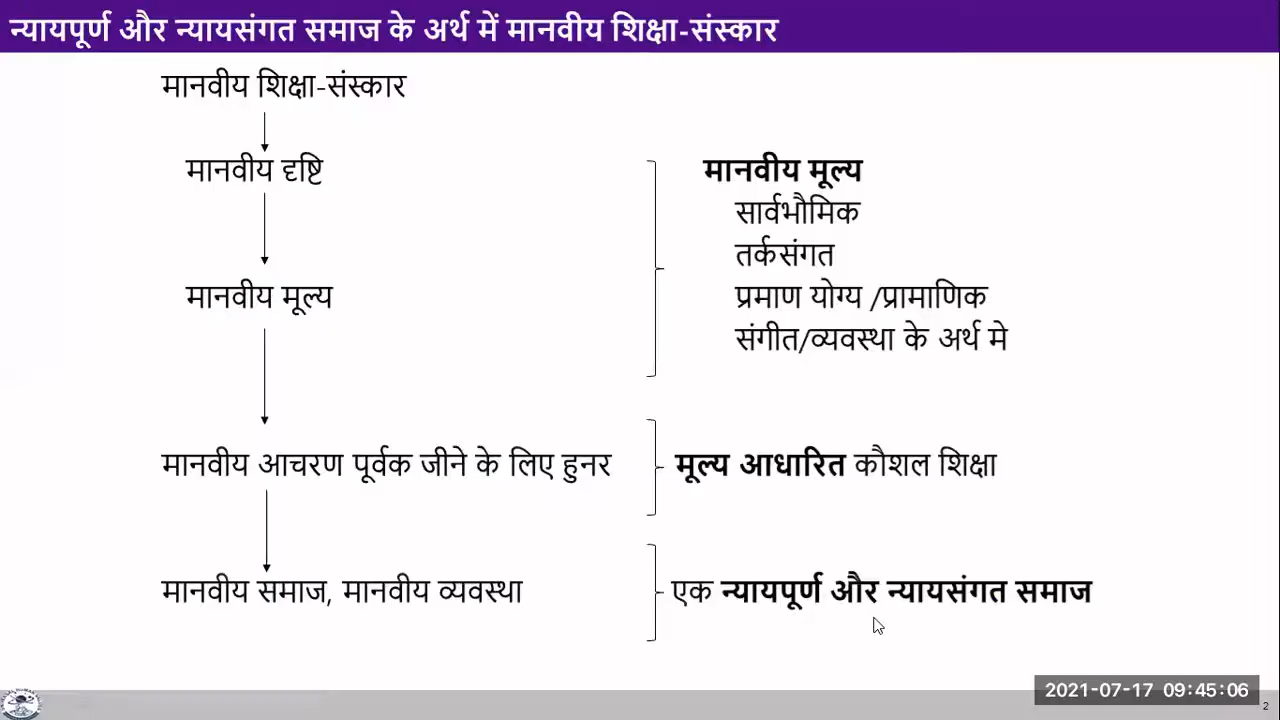 न्यायपूर्ण और न्यायसंगत समाज के अर्थ में मानवीय शिक्षा-संस्कार
मानवीय शिक्षा-संस्कार
मानवीय दृष्टि
मानवीय मूल्य
मानवीय आचरण पूर्वक जीने के लिए हुनर
मानवीय समाज, मानवीय व्यवस्था
मानवीय मूल्य
सार्वभौमिक
तर्कसंगत
प्रमाण योग्य /प्रामाणिक
संगीत/व्यवस्था के अर्थ मे
मूल्य आधारित कौशल शिक्षा
एक न्यायपूर्ण और न्यायसंगत समाज
2021-07-17 09:45:06
2